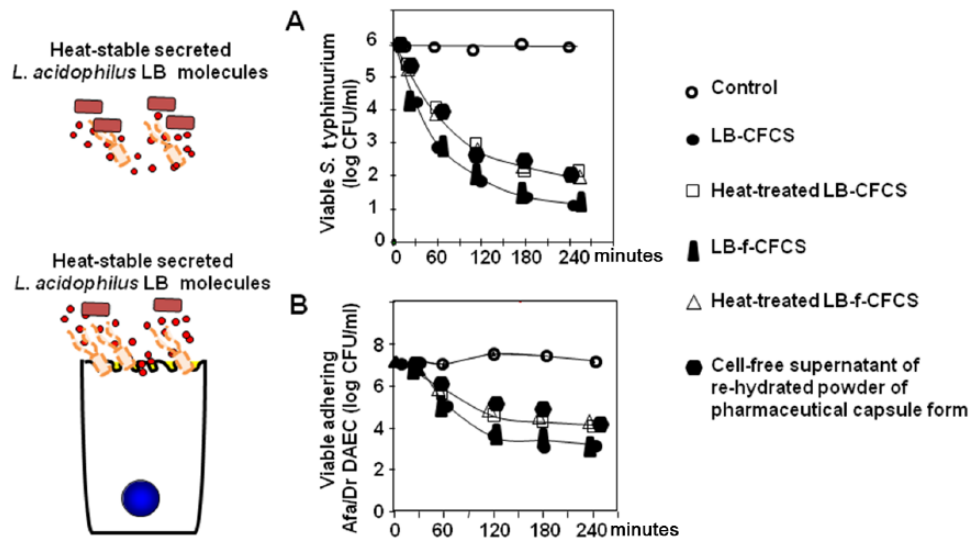 Heat-stable secreted
L. acidophilus LB molecules
A
Viable S. typhimurium
(log CFU/ml)
6
5
4
3
2
1
0
0 60 120 180 240 minutes
Control
LB-CFCS
Heat-treated LB-CFCS
LB-f-CFCS
Heat-treated LB-f-CFCS
Cell-free supernatant of
re-hydrated powder of
pharmaceutical capsule form
Heat-stable secreted
L. acidophilus LB molecules
B
Viable adhering
Afa/Dr DAEC (log CFU/ml)
8
6
4
2
0 60 120 180 240 minutes